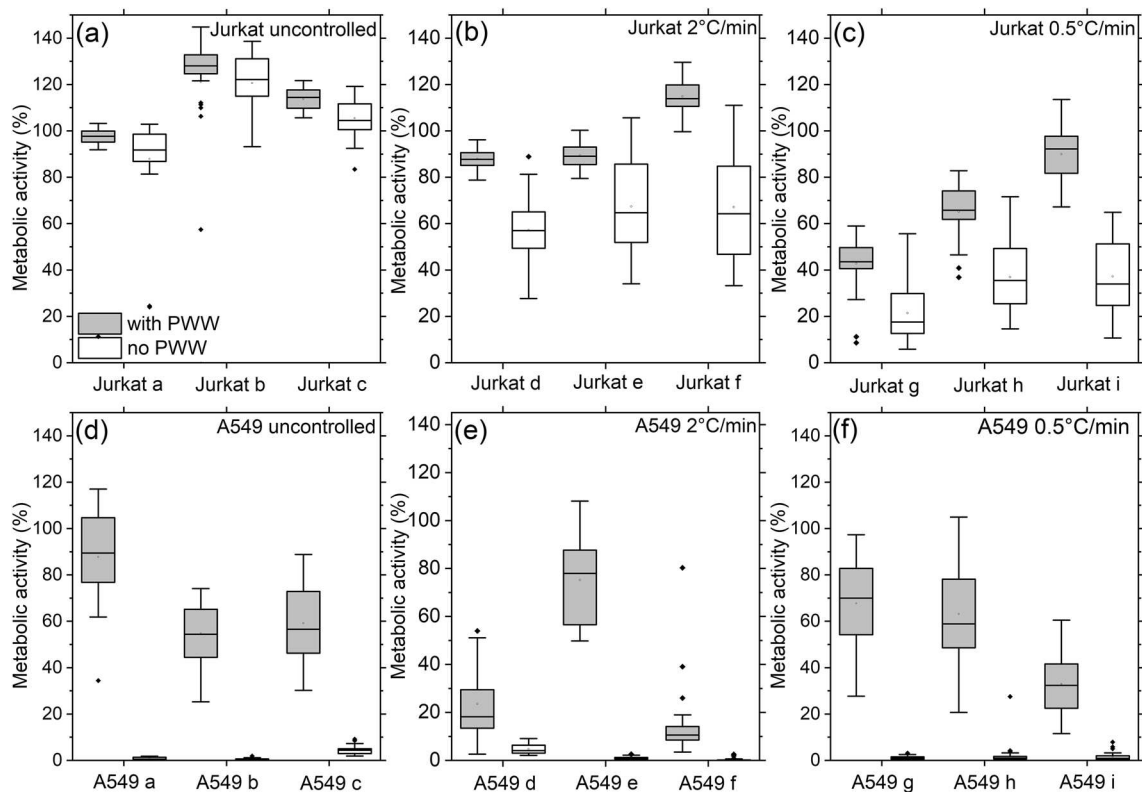 (a) Jurkat uncontrolled
(b) Jurkat 2°C/min
(c) Jurkat 0.5°C/min
Metabolic activity (%)
140
120
100
80
60
40
20
0
with PWW
no PWW
Jurkat a Jurkat b Jurkat c
Metabolic activity (%)
140
120
100
80
60
40
20
0
Jurkat d Jurkat e Jurkat f
Metabolic activity (%)
140
120
100
80
60
40
20
0
Jurkat g Jurkat h Jurkat i
(d) A549 uncontrolled
(e) A549 2°C/min
(f) A549 0.5°C/min
Metabolic activity (%)
140
120
100
80
60
40
20
0
A549 a A549 b A549 c
Metabolic activity (%)
140
120
100
80
60
40
20
0
A549 d A549 e A549 f
Metabolic activity (%)
140
120
100
80
60
40
20
0
A549 g A549 h A549 i